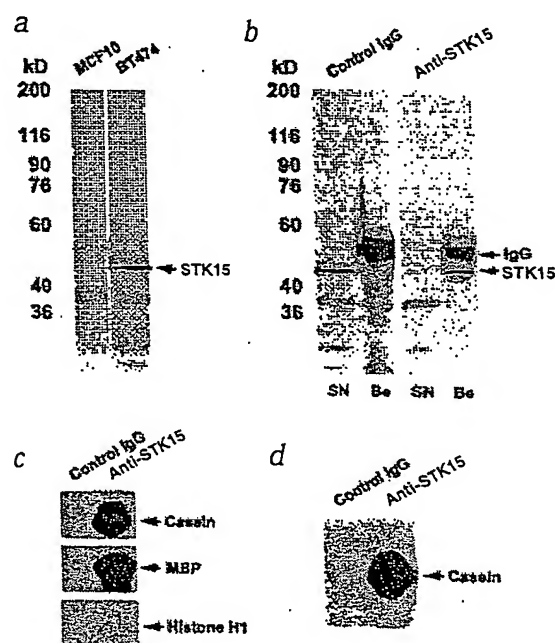 a
kD
MCF10 BT474
200
116
90
76
60
40
36
STK15
b
kD
Control IgG Anti-STK15
200
116
90
76
60
40
36
IgG
STK15
SN Be SN Be
c
Control IgG
Anti-STK15
Casein
MBP
Histone H1
d
Control IgG
Anti-STK15
Casein